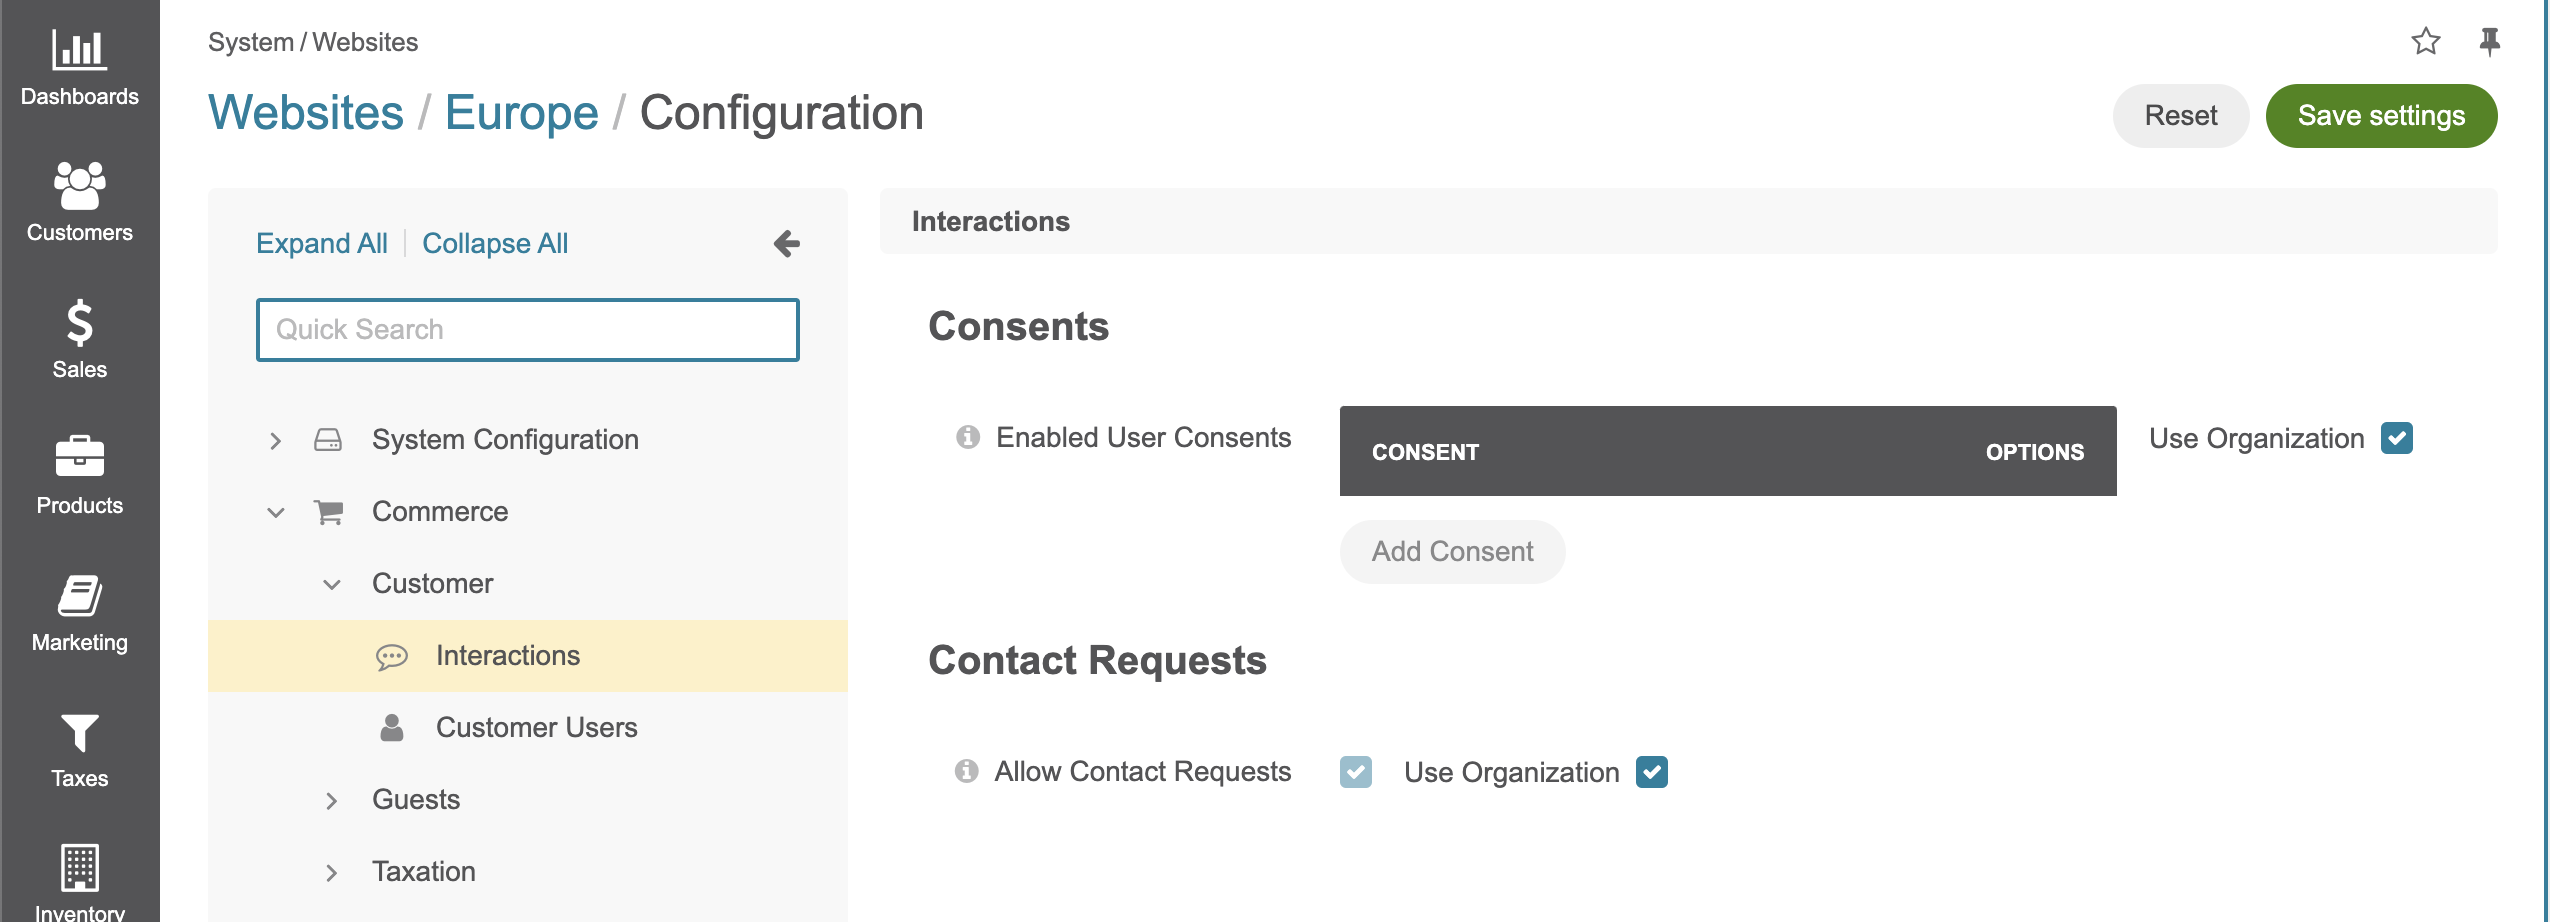 Dashboards
Customers
Sales
Products
Marketing
Taxes
Inventory
System / Websites
Websites / Europe / Configuration
Reset
Save settings
Expand All
Collapse All
Quick Search
System Configuration
Commerce
Customer
Interactions
Customer Users
Guests
Taxation
Interactions
Consents
Enabled User Consents
CONSENT OPTIONS
Use Organization
Add Consent
Contact Requests
Allow Contact Requests
Use Organization